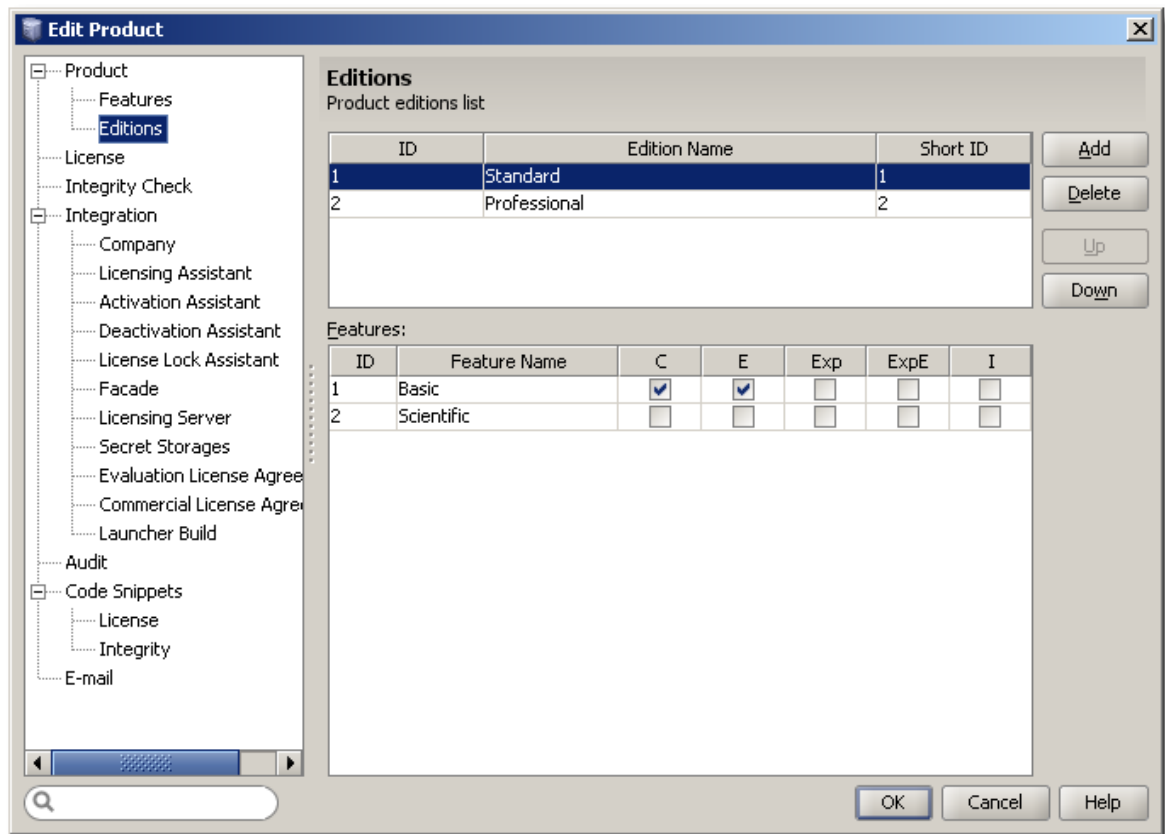 Edit Product
Product
Features
Editions
License
Integrity Check
Integration
Company
Licensing Assistant
Activation Assistant
Deactivation Assistant
License Lock Assistant
Facade
Licensing Server
Secret Storages
Evaluation License Agree
Commercial License Agre
Launcher Build
Audit
Code Snippets
License
Integrity
E-mail
Editions
Product editions list
ID Edition Name Short ID
1 Standard 1
2 Professional 2
Add
Delete
Up
Down
Features:
ID Feature Name C E Exp ExpE I
1 Basic
2 Scientific
OK Cancel Help